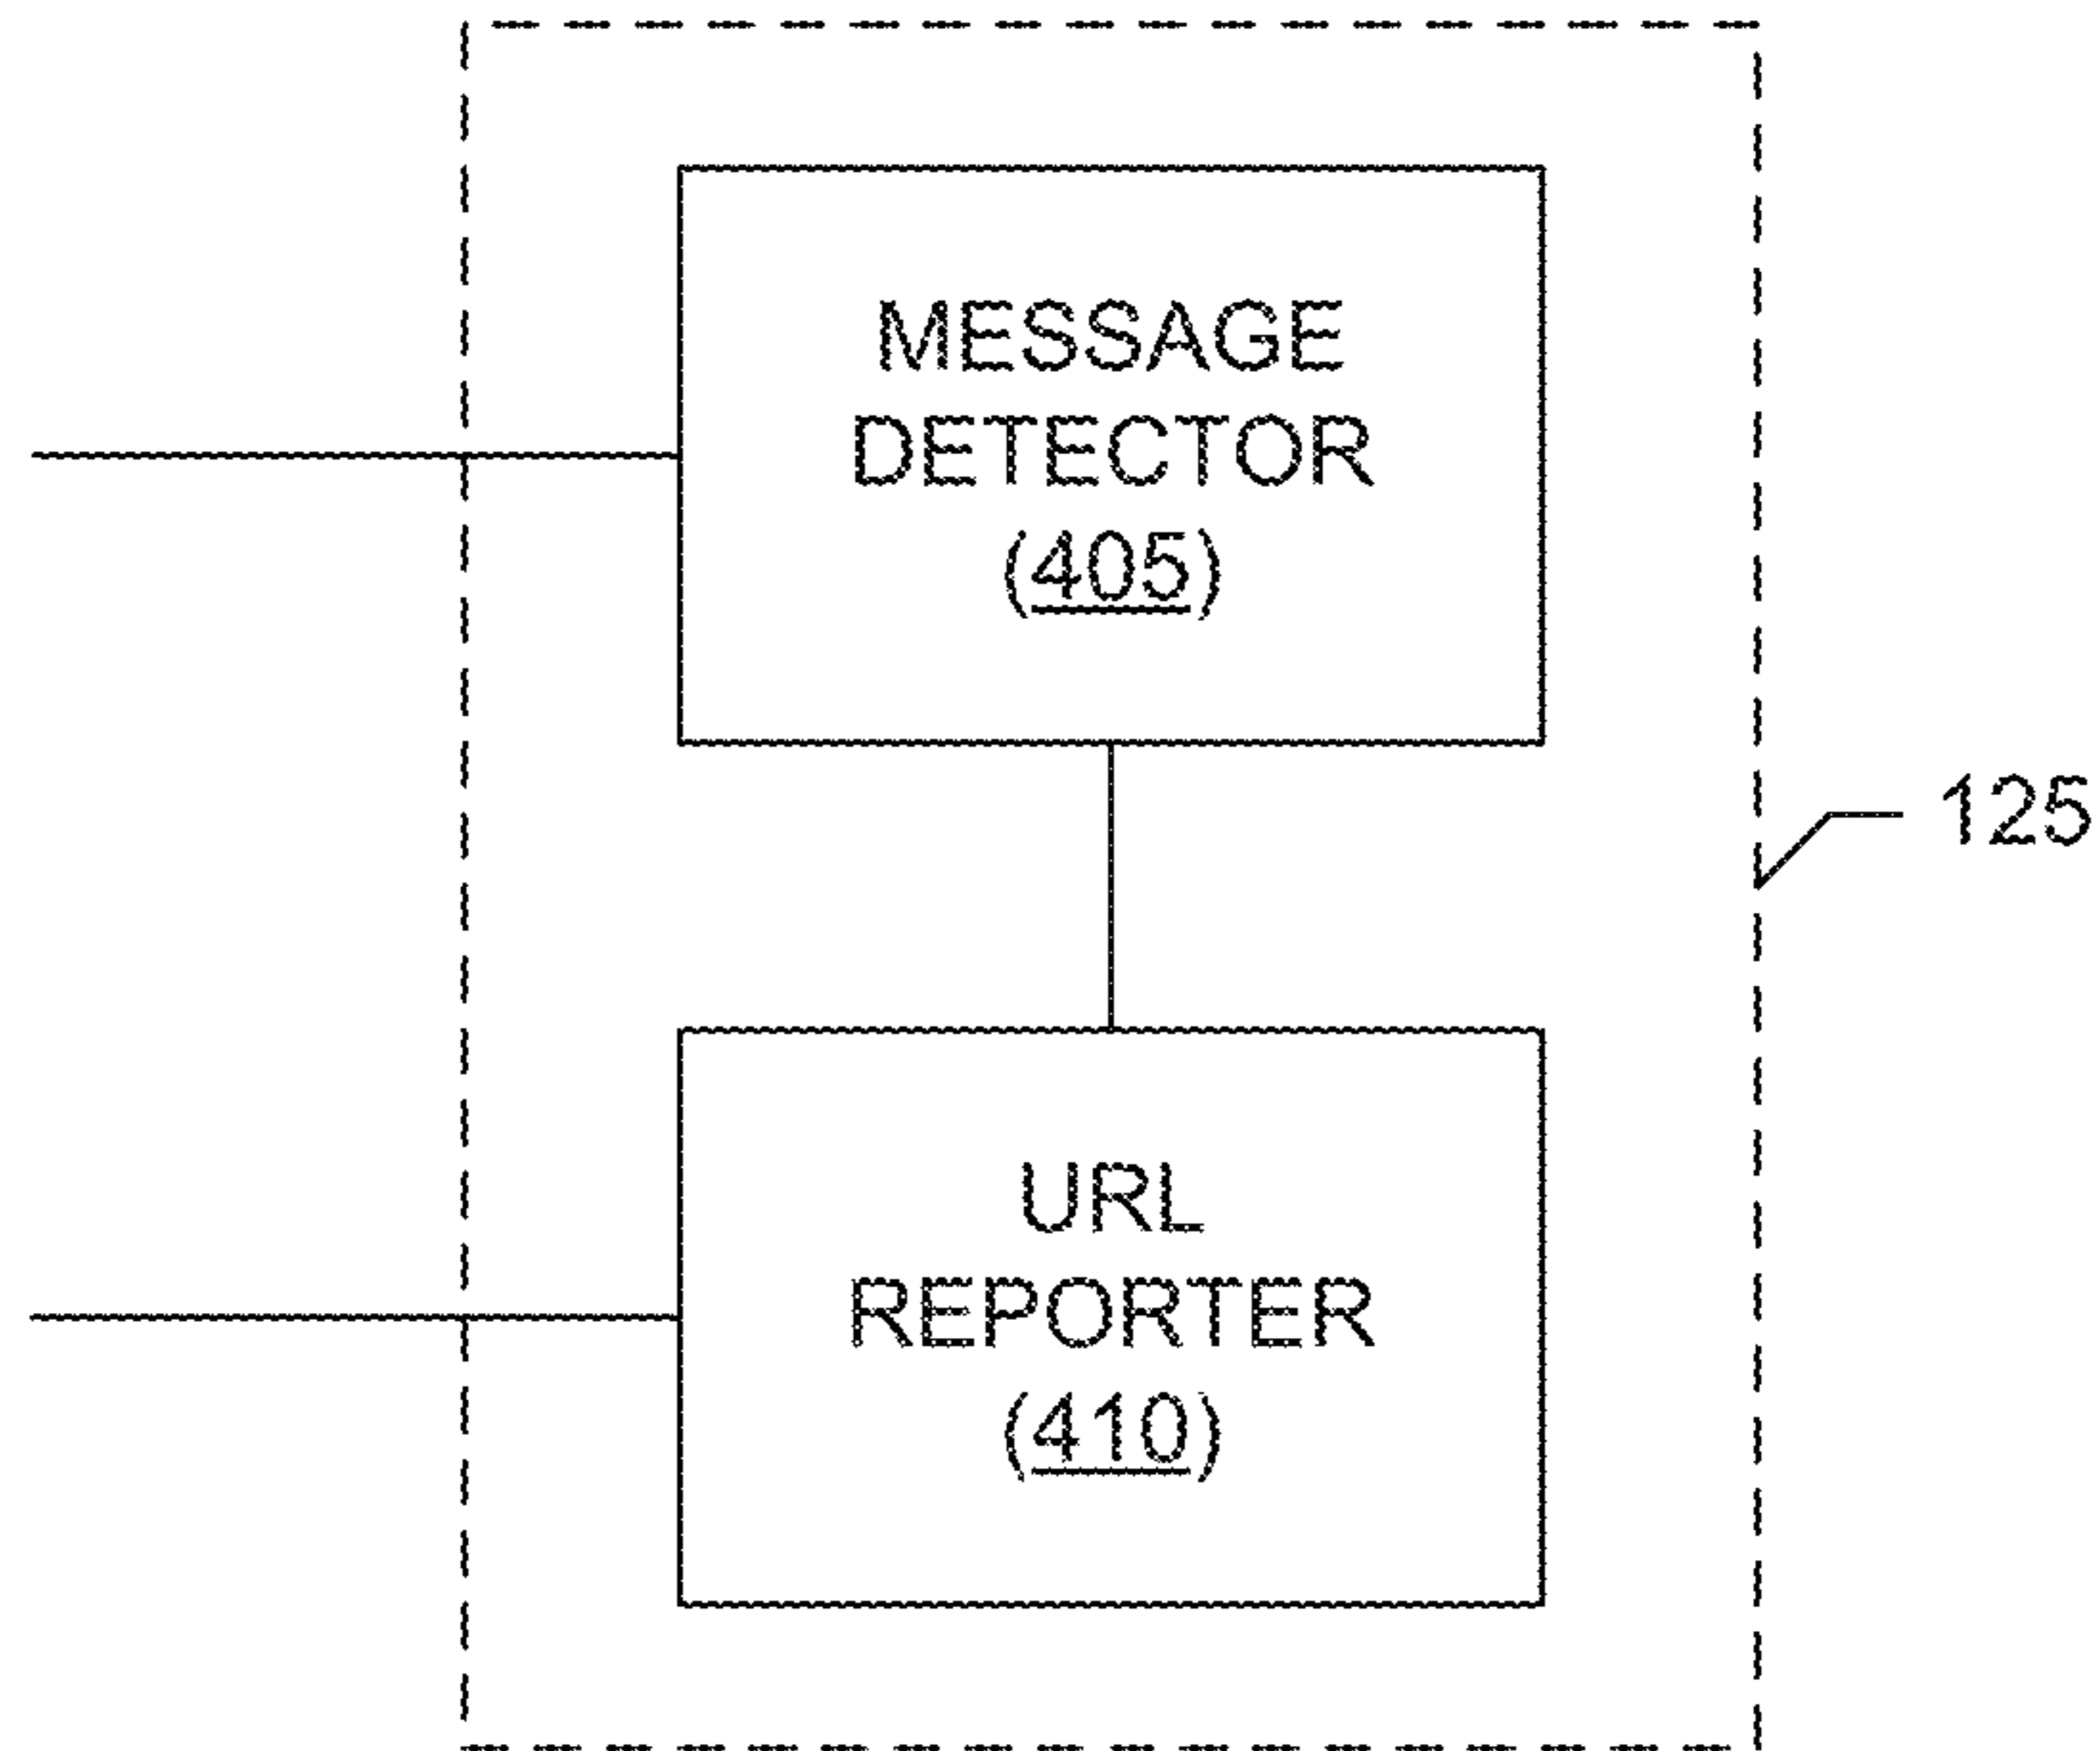 MESSAGE
DETECTOR
(405)
125
URL
REPORTER
(410)